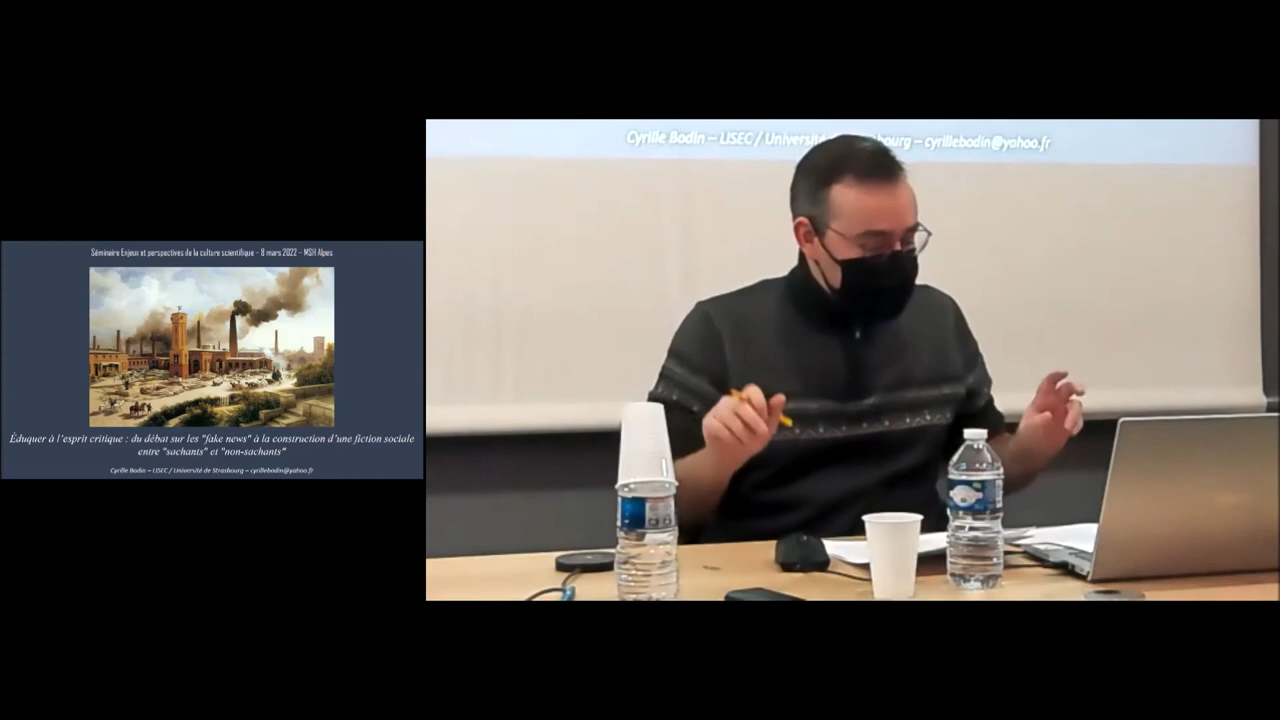 Séminaire Enjeux et perspectives de la culture scientifique – 8 mars 2022 – MSH Alpes
Éduquer à l'esprit critique : du débat sur les "fake news" à la construction d'une fiction sociale
entre "sachants" et "non-sachants"
Cyrille Bodin – LISEC / Université de Strasbourg – cyrillebodin@yahoo.fr
Cyrille Bodin – LISEC / Université bourg – cyrillebodin@yahoo.fr